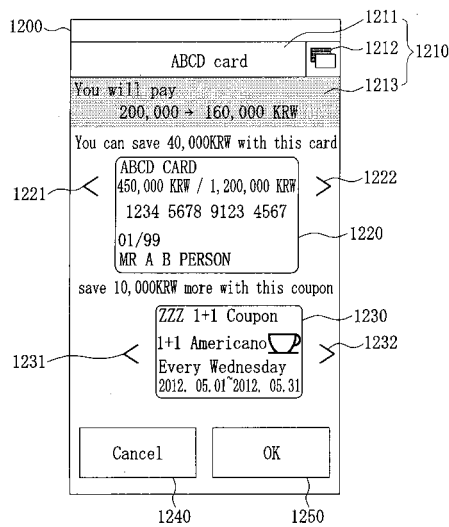 1200
1211
1212
1210
ABCD card
1213
You will pay
200,000 → 160,000 KRW
You can save 40,000KRW with this card
1221
1222
ABCD CARD
450,000 KRW / 1,200,000 KRW
1234 5678 9123 4567
01/99
MR A B PERSON
1220
save 10,000KRW more with this coupon
1230
ZZZ 1+1 Coupon
1+1 Americano
1231
1232
Every Wednesday
2012. 05.01~2012. 05.31
Cancel
OK
1240
1250